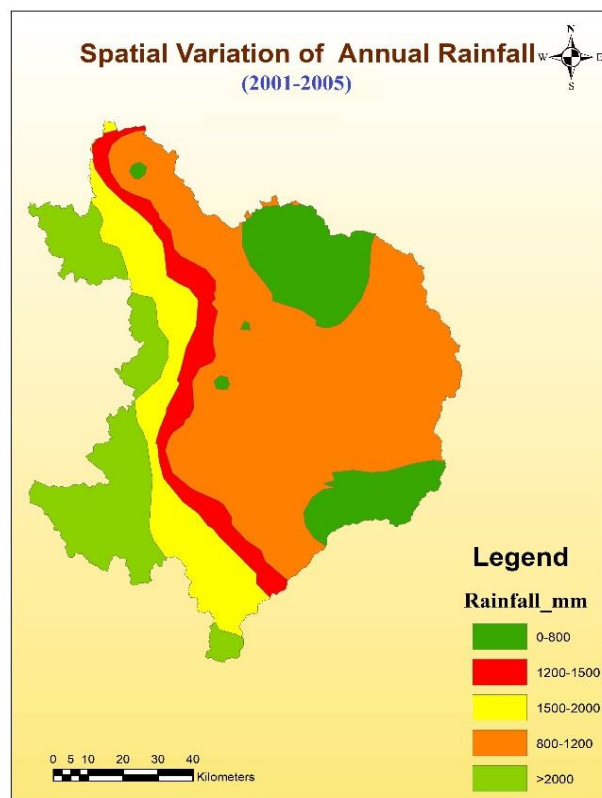 Spatial Variation of Annual Rainfall
(2001-2005)
N
W E
S
Legend
Rainfall_mm
0-800
1200-1500
1500-2000
800-1200
>2000
0 5 10 20 30 40
Kilometers